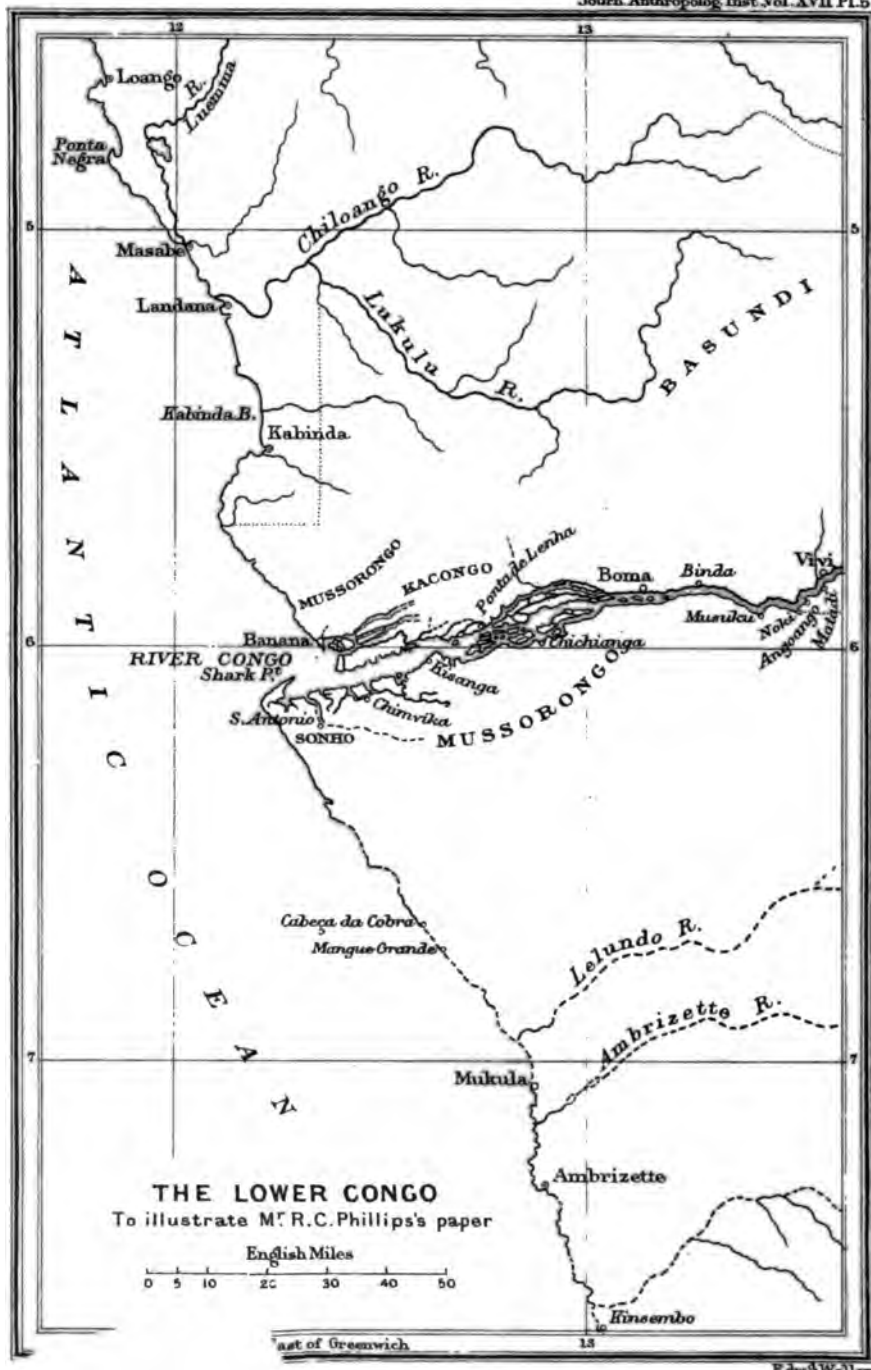 Journ. Anthropolog. Inst. Vol. XVII Pl. 5
12
13
Loango
R. Luemma
Ponta Negra
Chiloango R.
5
5
Masabe
Landana
Lukulu R.
BASUNDI
ATLANTIC OCEAN
Kabinda B.
Kabinda
MUSSORONGO
KACONGO
Ponta de Lenha
Boma
Binda
Vivi
Musuku
Noki
Angoango
Matadi
Banana
6
6
RIVER CONGO
Shark Pt.
Kisanga
Chichianga
S. Antonio
Chimvika
SONHO
MUSSORONGO
Cabeça da Cobra
Mangue Grande
Lelundo R.
Ambrizette R.
7
7
Mukula
Ambrizette
THE LOWER CONGO
To illustrate Mr. R.C. Phillips's paper
English Miles
0 5 10 20 30 40 50
Kinsembo
ast of Greenwich
13